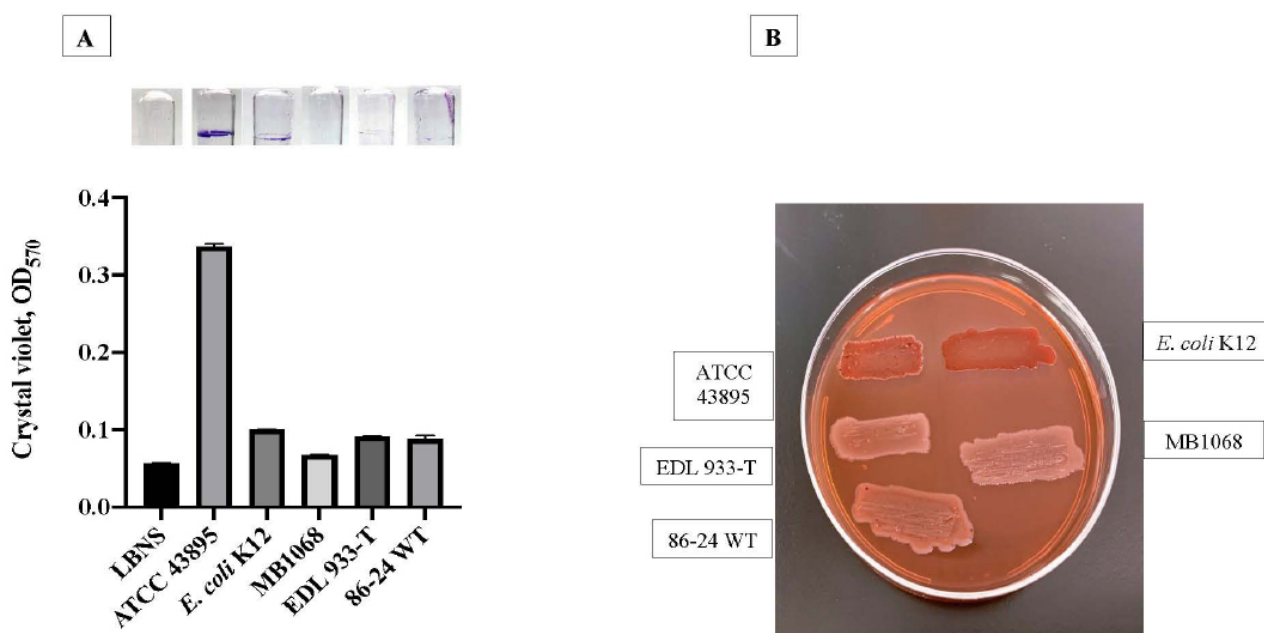 A
B
0.4
0.3
0.2
0.1
0.0
Crystal violet, OD570
LBNS
ATCC 43895
E. coli K12
MB1068
EDL 933-T
86-24 WT
ATCC
43895
EDL 933-T
86-24 WT
E. coli K12
MB1068